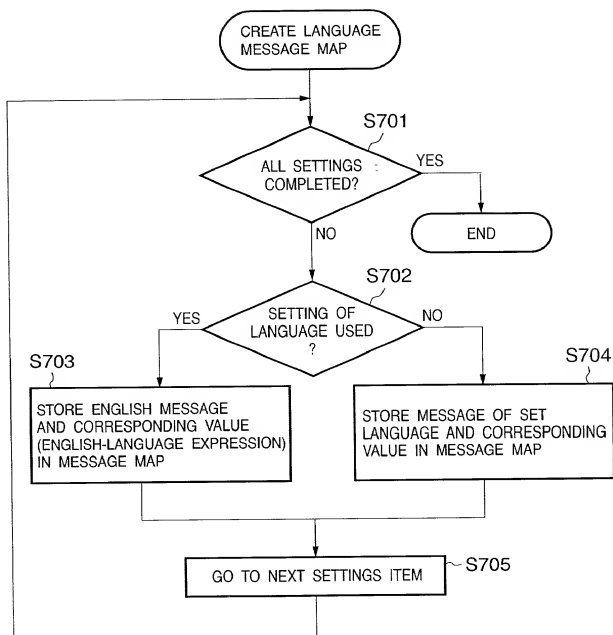 CREATE LANGUAGE
MESSAGE MAP
S701
ALL SETTINGS
COMPLETED?
YES
END
NO
S702
SETTING OF
LANGUAGE USED
?
YES
NO
S703
STORE ENGLISH MESSAGE
AND CORRESPONDING VALUE
(ENGLISH-LANGUAGE EXPRESSION)
IN MESSAGE MAP
S704
STORE MESSAGE OF SET
LANGUAGE AND CORRESPONDING
VALUE IN MESSAGE MAP
GO TO NEXT SETTINGS ITEM
S705